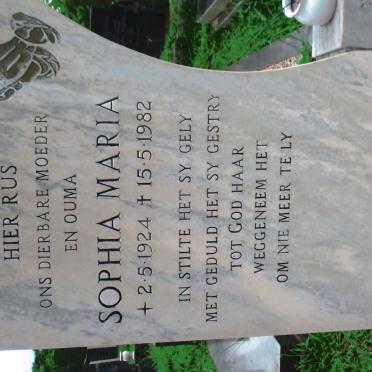 HIER RUS
ONS DIERBARE MOEDER
EN OUMA
SOPHIA MARIA
+ 2·5·1924 + 15·5·1982
IN STILTE HET SY GELY
MET GEDULD HET SY GESTRY
TOT GOD HAAR
WEGGENEEM HET
OM NIE MEER TE LY